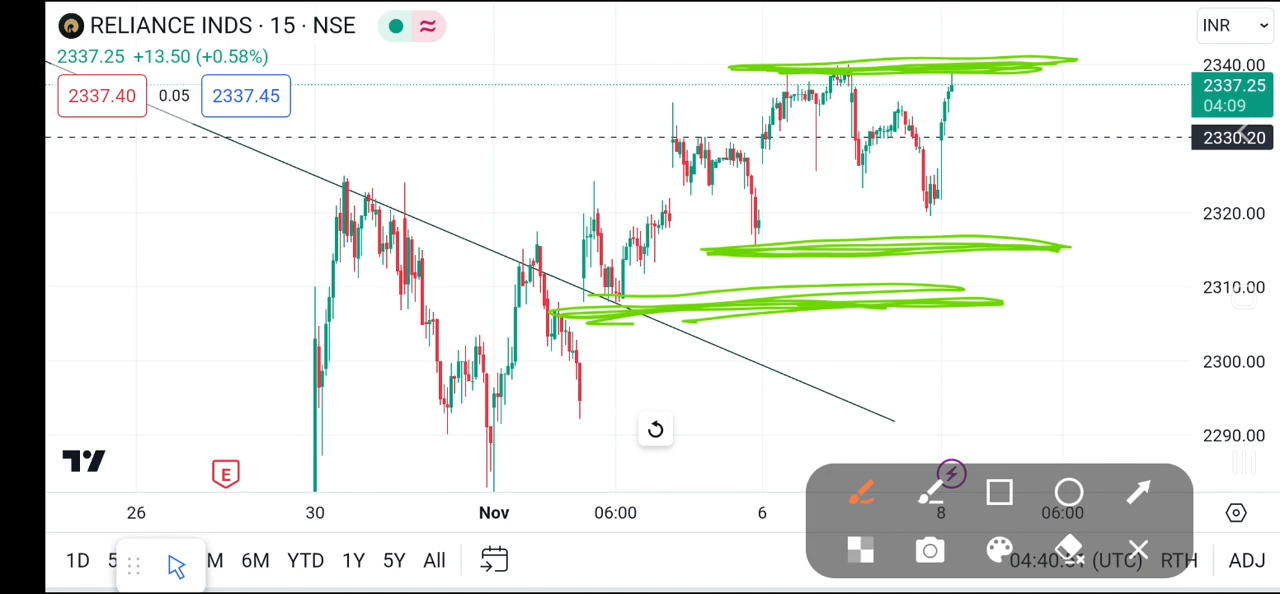 RELIANCE INDS · 15 · NSE
INR
2337.25 +13.50 (+0.58%)
2337.40 0.05 2337.45
2340.00
2337.25
04:09
2330.20
2320.00
2310.00
2300.00
2290.00
E
26 30 Nov 06:00 6 8 06:00
1D 5 M 6M YTD 1Y 5Y All (UTC) RTH ADJ